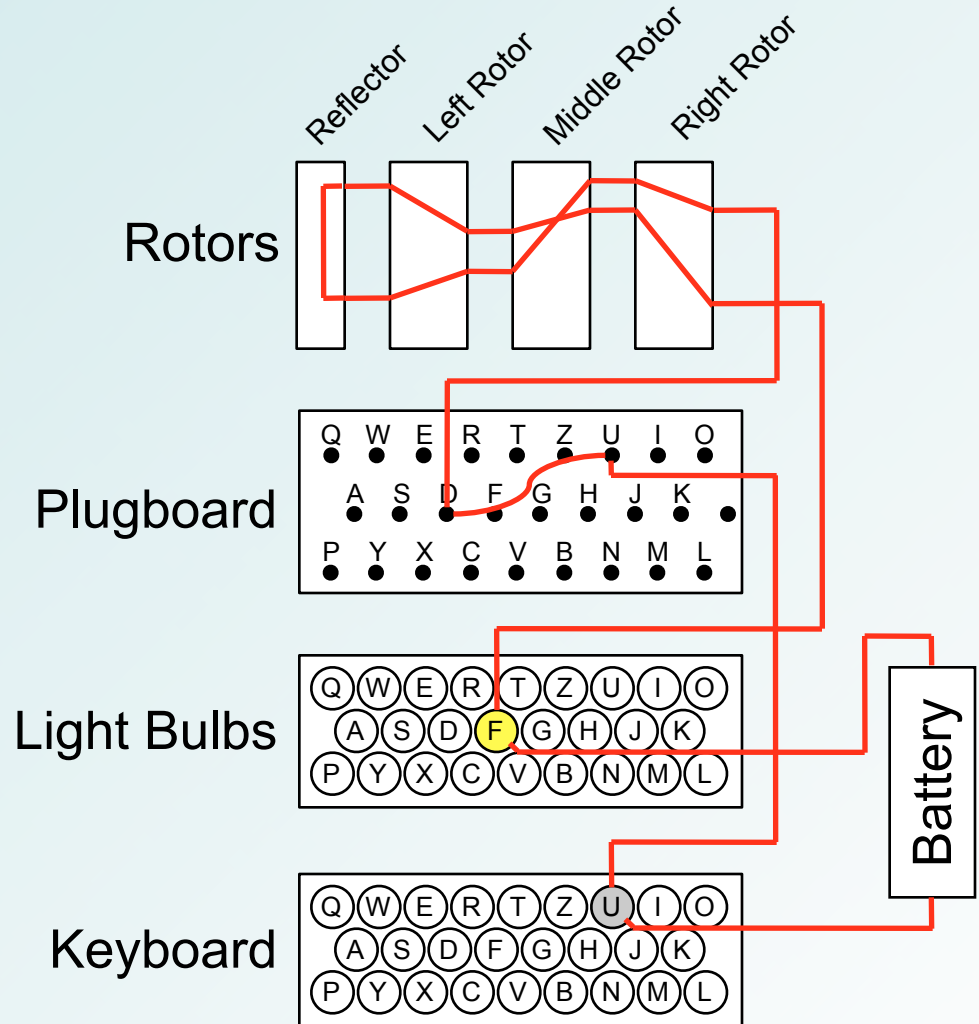 Reflector
Left Rotor
Middle Rotor
Right Rotor
Rotors
Plugboard
Q W E R T Z U I O
A S D F G H J K
P Y X C V B N M L
Light Bulbs
Q W E R T Z U I O
A S D F G H J K
P Y X C V B N M L
Battery
Keyboard
Q W E R T Z U I O
A S D F G H J K
P Y X C V B N M L